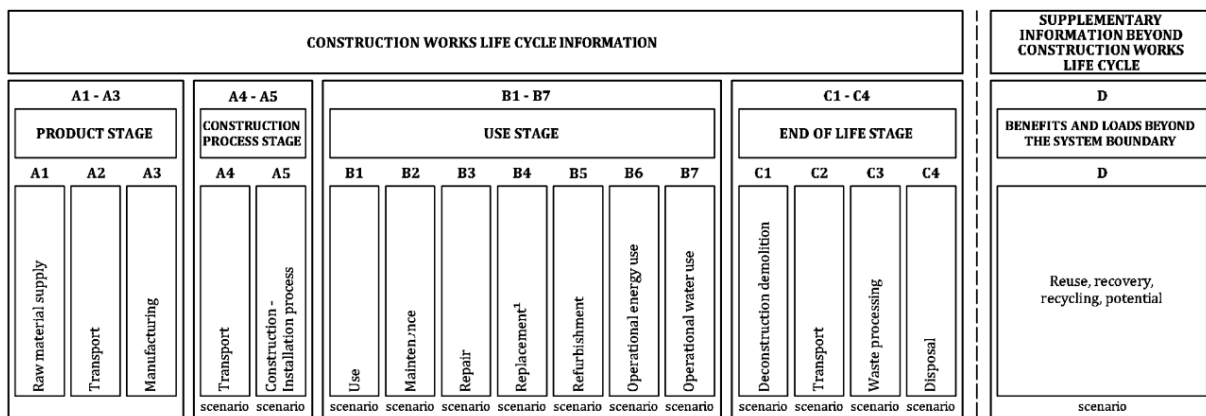 CONSTRUCTION WORKS LIFE CYCLE INFORMATION
SUPPLEMENTARY
INFORMATION BEYOND
CONSTRUCTION WORKS
LIFE CYCLE
A1 - A3
PRODUCT STAGE
A1 A2 A3
Raw material supply
Transport
Manufacturing
A4 - A5
CONSTRUCTION
PROCESS STAGE
A4 A5
Transport
Construction -
Installation process
scenario scenario
B1 - B7
USE STAGE
B1 B2 B3 B4 B5 B6 B7
Use
Maintenance
Repair
Replacement¹
Refurbishment
Operational energy use
Operational water use
scenario scenario scenario scenario scenario scenario scenario
C1 - C4
END OF LIFE STAGE
C1 C2 C3 C4
Deconstruction demolition
Transport
Waste processing
Disposal
scenario scenario scenario scenario
D
BENEFITS AND LOADS BEYOND
THE SYSTEM BOUNDARY
D
Reuse, recovery,
recycling, potential
scenario